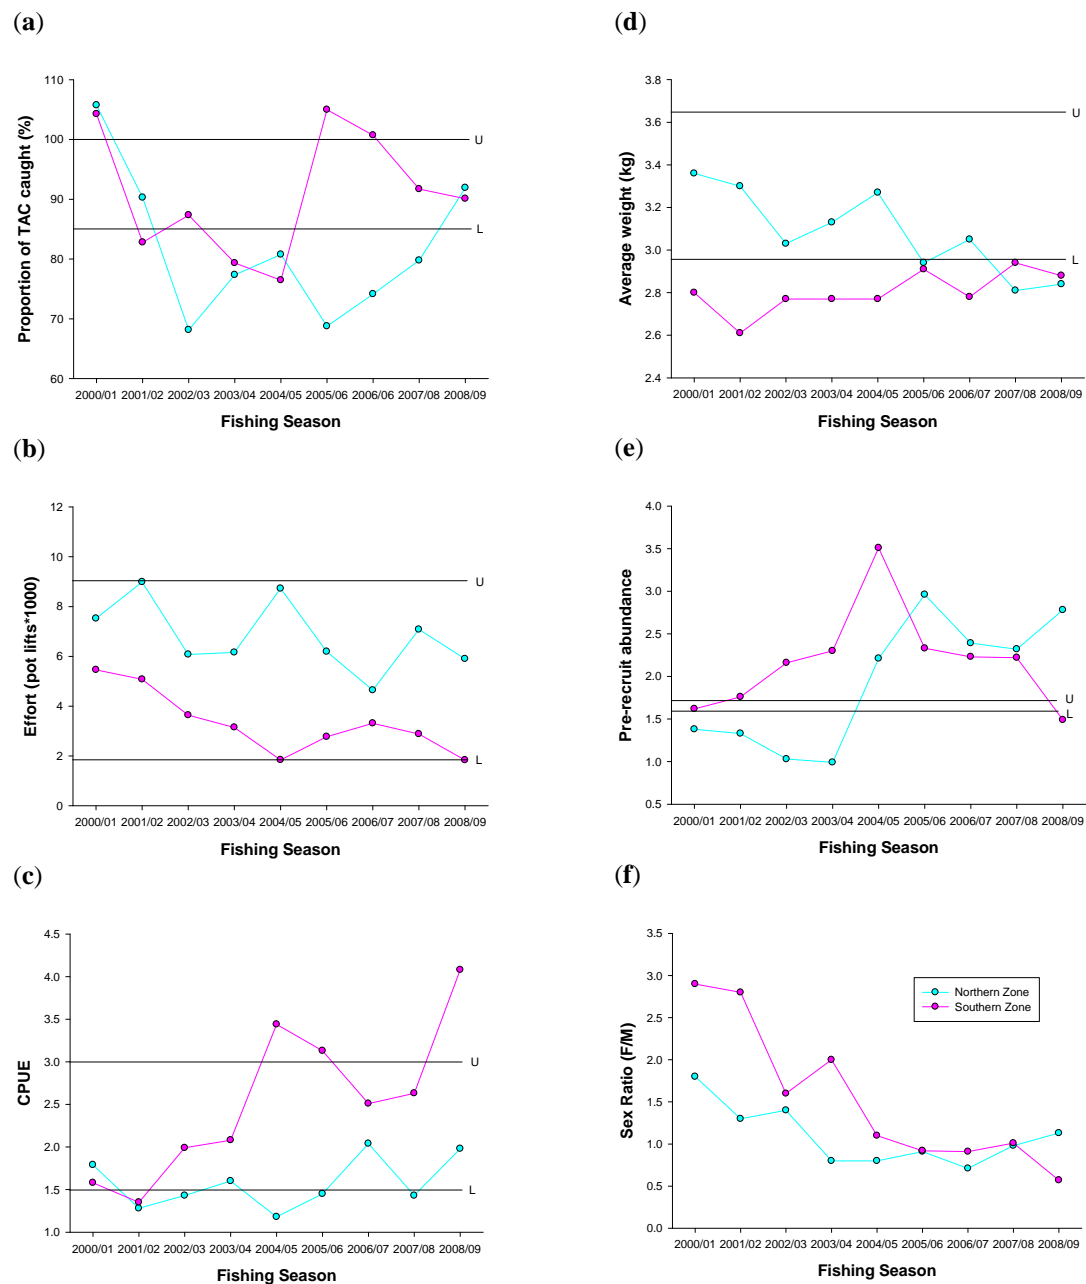 (a)
110
100
90
80
70
60
Proportion of TAC caught (%)
U
L
2000/01 2001/02 2002/03 2003/04 2004/05 2005/06 2006/07 2007/08 2008/09
Fishing Season
(b)
12
10
8
6
4
2
0
Effort (pot lifts*1000)
U
L
2000/01 2001/02 2002/03 2003/04 2004/05 2005/06 2006/07 2007/08 2008/09
Fishing Season
(c)
4.5
4.0
3.5
3.0
2.5
2.0
1.5
1.0
CPUE
U
L
2000/01 2001/02 2002/03 2003/04 2004/05 2005/06 2006/07 2007/08 2008/09
Fishing Season
(d)
3.8
3.6
3.4
3.2
3.0
2.8
2.6
2.4
Average weight (kg)
U
L
2000/01 2001/02 2002/03 2003/04 2004/05 2005/06 2006/07 2007/08 2008/09
Fishing Season
(e)
4.0
3.5
3.0
2.5
2.0
1.5
1.0
0.5
Pre-recruit abundance
U
L
2000/01 2001/02 2002/03 2003/04 2004/05 2005/06 2006/07 2007/08 2008/09
Fishing Season
(f)
3.5
3.0
2.5
2.0
1.5
1.0
0.5
0.0
Sex Ratio (F/M)
Northern Zone
Southern Zone
2000/01 2001/02 2002/03 2003/04 2004/05 2005/06 2006/07 2007/08 2008/09
Fishing Season